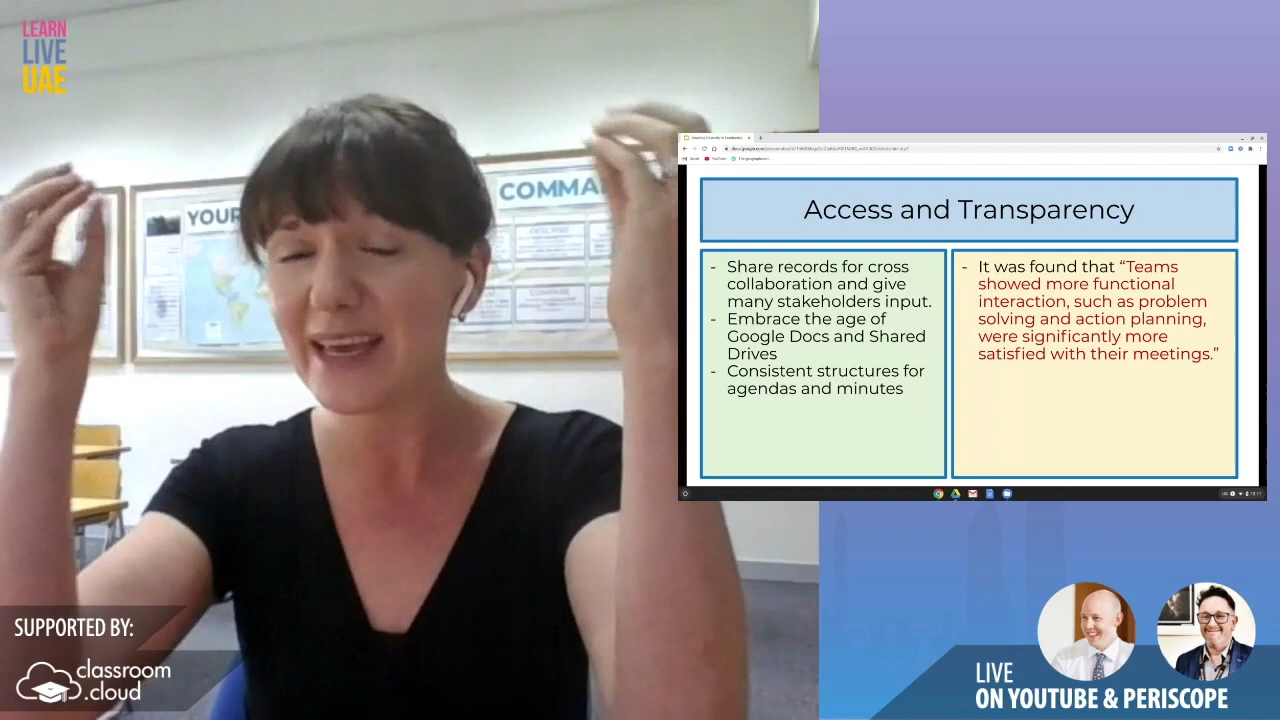 LEARN
LIVE
UAE
YOUR
COMMA
Access and Transparency
- Share records for cross
collaboration and give
many stakeholders input.
- Embrace the age of
Google Docs and Shared
Drives
- Consistent structures for
agendas and minutes
- It was found that “Teams
showed more functional
interaction, such as problem
solving and action planning,
were significantly more
satisfied with their meetings.”
SUPPORTED BY:
classroom
.cloud
LIVE
ON YOUTUBE & PERISCOPE